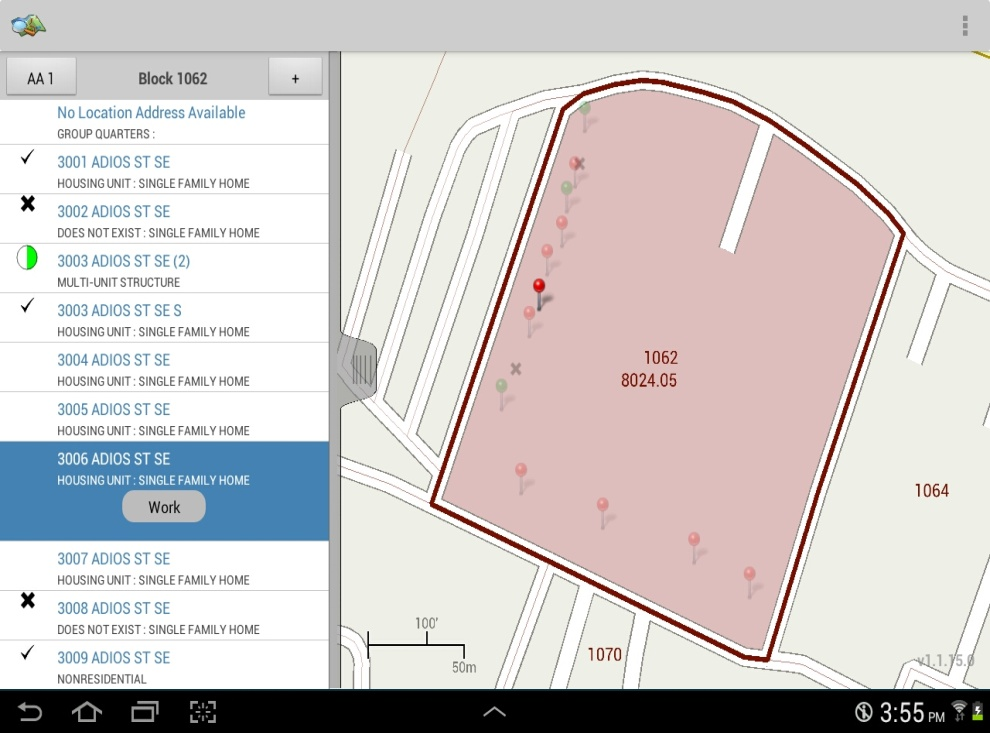 AA 1
Block 1062
+
No Location Address Available
GROUP QUARTERS :
3001 ADIOS ST SE
HOUSING UNIT : SINGLE FAMILY HOME
3002 ADIOS ST SE
DOES NOT EXIST : SINGLE FAMILY HOME
3003 ADIOS ST SE (2)
MULTI-UNIT STRUCTURE
3003 ADIOS ST SE S
HOUSING UNIT : SINGLE FAMILY HOME
3004 ADIOS ST SE
HOUSING UNIT : SINGLE FAMILY HOME
3005 ADIOS ST SE
HOUSING UNIT : SINGLE FAMILY HOME
3006 ADIOS ST SE
HOUSING UNIT : SINGLE FAMILY HOME
Work
3007 ADIOS ST SE
HOUSING UNIT : SINGLE FAMILY HOME
3008 ADIOS ST SE
DOES NOT EXIST : SINGLE FAMILY HOME
3009 ADIOS ST SE
NONRESIDENTIAL
1062
8024.05
1064
1070
100'
50m
v1.1.15.0
3:55 PM